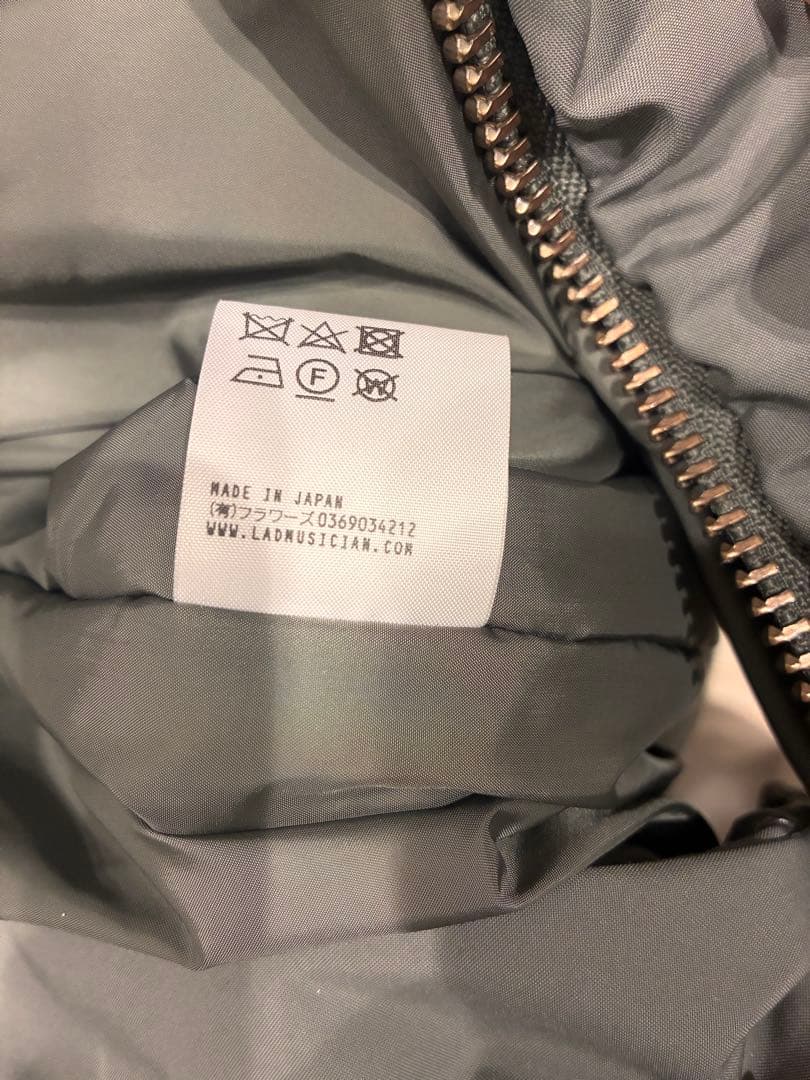 F
W
MADE IN JAPAN
(有)フラワーズ0369034212
WWW.LADMUSICIAN.COM